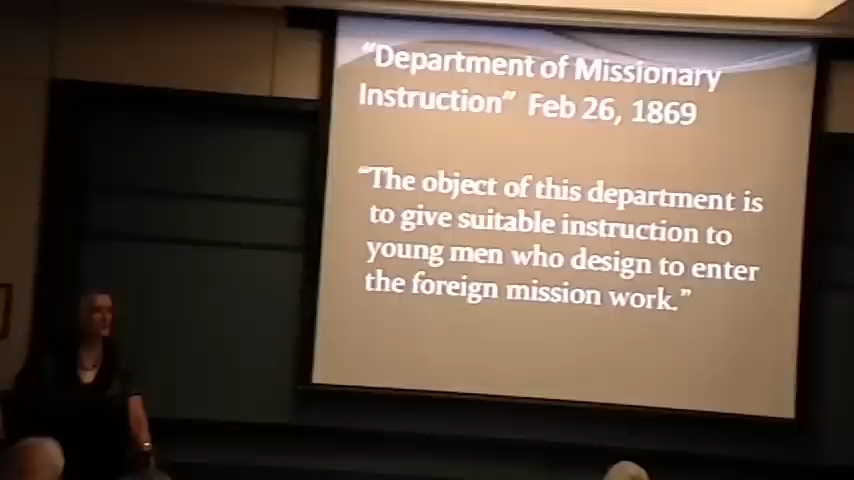 “Department of Missionary
Instruction” Feb 26, 1869
“The object of this department is
to give suitable instruction to
young men who design to enter
the foreign mission work.”